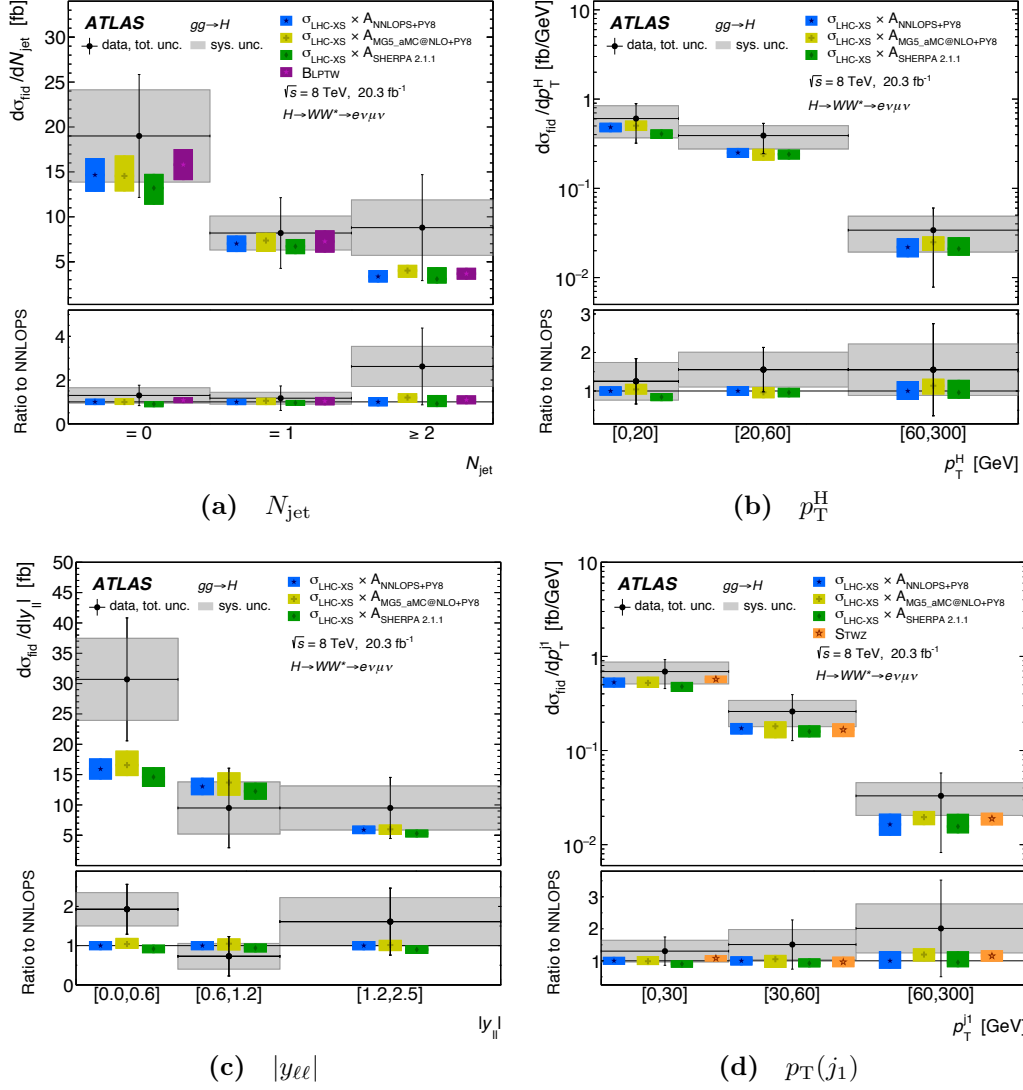 dσfid/dNjet [fb]
ATLAS gg→H
data, tot. unc. sys. unc.
σLHC-XS × ANNLOPS+PY8
σLHC-XS × AMG5_aMC@NLO+PY8
σLHC-XS × ASHERPA 2.1.1
BLPTW
√s = 8 TeV, 20.3 fb-1
H→WW*→eνμν
30
25
20
15
10
5
Ratio to NNLOPS
4
2
0
= 0 = 1 ≥ 2
Njet
(a) Njet
dσfid/dpTH [fb/GeV]
ATLAS gg→H
data, tot. unc. sys. unc.
σLHC-XS × ANNLOPS+PY8
σLHC-XS × AMG5_aMC@NLO+PY8
σLHC-XS × ASHERPA 2.1.1
√s = 8 TeV, 20.3 fb-1
H→WW*→eνμν
10
1
10−1
10−2
Ratio to NNLOPS
3
2
1
[0,20] [20,60] [60,300]
pTH [GeV]
(b) pTH
dσfid/d|yll| [fb]
ATLAS gg→H
data, tot. unc. sys. unc.
σLHC-XS × ANNLOPS+PY8
σLHC-XS × AMG5_aMC@NLO+PY8
σLHC-XS × ASHERPA 2.1.1
√s = 8 TeV, 20.3 fb-1
H→WW*→eνμν
50
45
40
35
30
25
20
15
10
5
Ratio to NNLOPS
2
1
0
[0.0,0.6] [0.6,1.2] [1.2,2.5]
|yll|
(c) |yℓℓ|
dσfid/dpTj1 [fb/GeV]
ATLAS gg→H
data, tot. unc. sys. unc.
σLHC-XS × ANNLOPS+PY8
σLHC-XS × AMG5_aMC@NLO+PY8
σLHC-XS × ASHERPA 2.1.1
STWZ
√s = 8 TeV, 20.3 fb-1
H→WW*→eνμν
10
1
10−1
10−2
Ratio to NNLOPS
3
2
1
[0,30] [30,60] [60,300]
pTj1 [GeV]
(d) pT(j1)